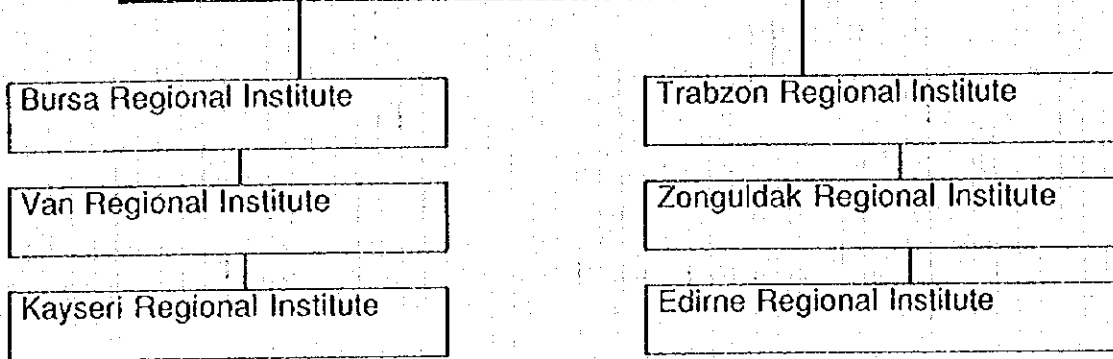 Bursa Regional Institute
Van Regional Institute
Kayseri Regional Institute
Trabzon Regional Institute
Zonguldak Regional Institute
Edirne Regional Institute